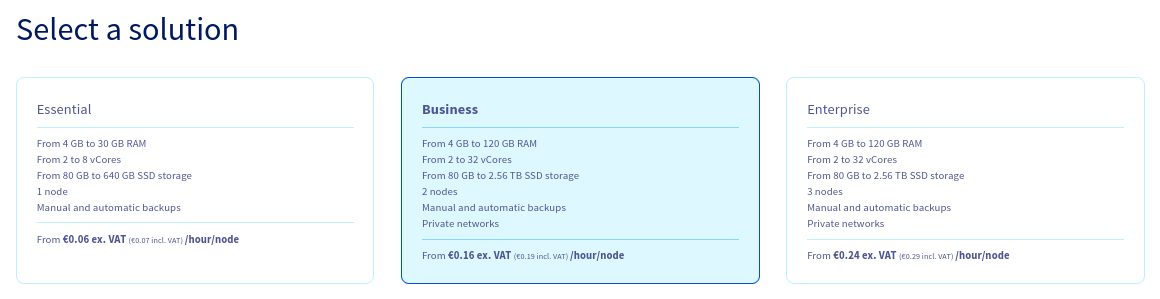 Select a solution
Essential
From 4 GB to 30 GB RAM
From 2 to 8 vCores
From 80 GB to 640 GB SSD storage
1 node
Manual and automatic backups
From €0.06 ex. VAT (€0.07 incl. VAT) /hour/node
Business
From 4 GB to 120 GB RAM
From 2 to 32 vCores
From 80 GB to 2.56 TB SSD storage
2 nodes
Manual and automatic backups
Private networks
From €0.16 ex. VAT (€0.19 incl. VAT) /hour/node
Enterprise
From 4 GB to 120 GB RAM
From 2 to 32 vCores
From 80 GB to 2.56 TB SSD storage
3 nodes
Manual and automatic backups
Private networks
From €0.24 ex. VAT (€0.29 incl. VAT) /hour/node